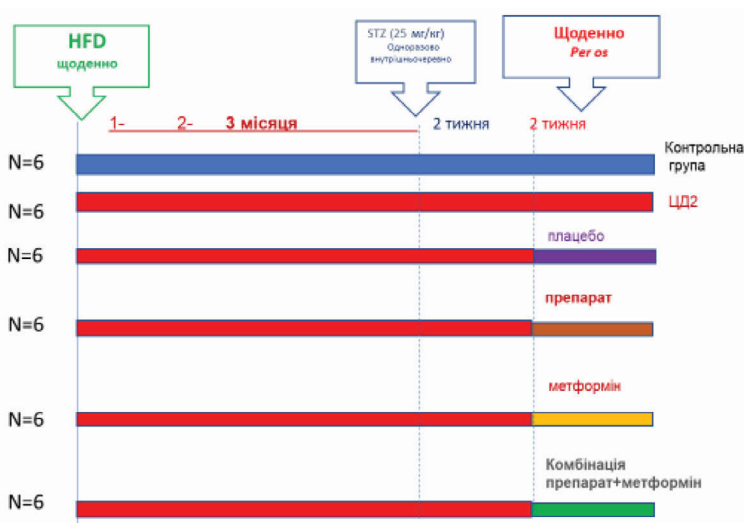 HFD
щоденно
STZ (25 мг/кг)
Одноразово
внутрішньочеревно
Щоденно
Per os
1- 2- 3 місяця 2 тижня 2 тижня
N=6 Контрольна
група
N=6 ЦД2
плацебо
N=6
препарат
N=6
метформін
N=6
Комбінація
препарат+метформін
N=6